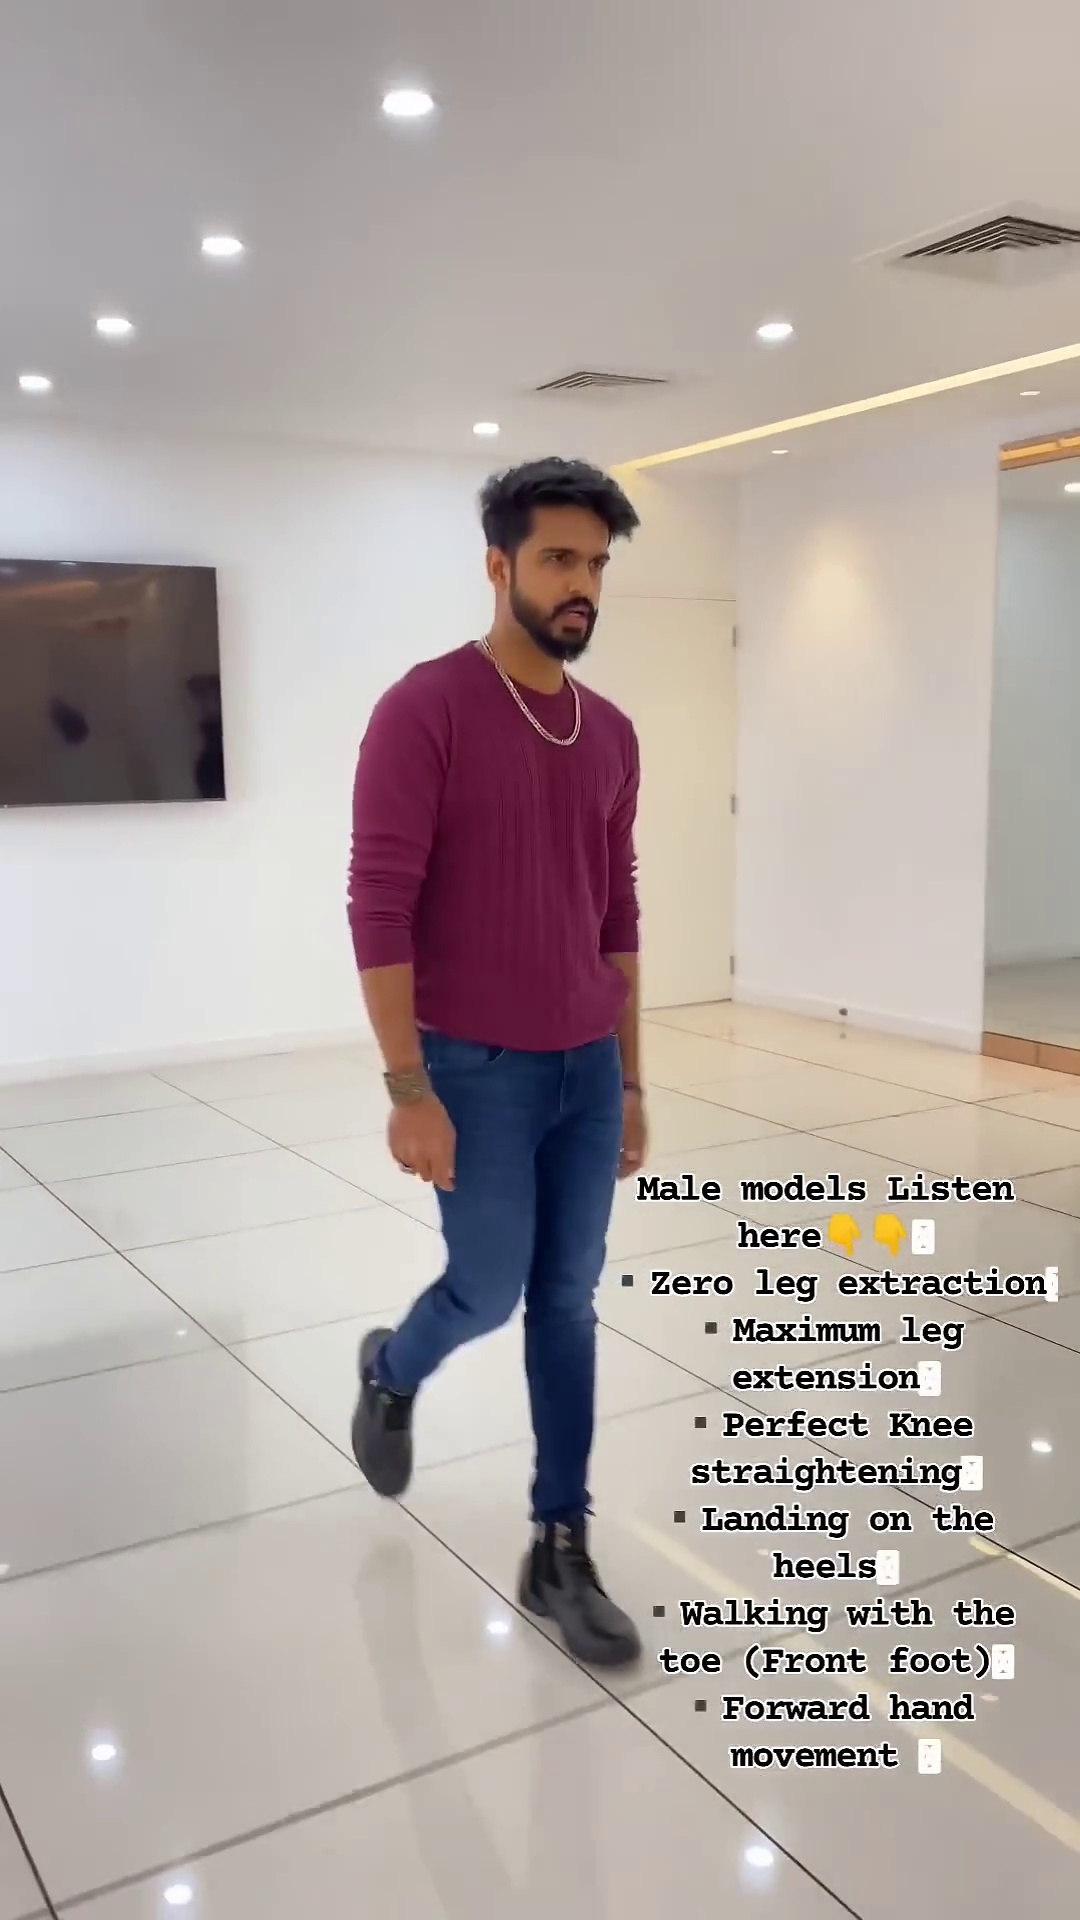 Male models Listen
here👇👇
▪ Zero leg extraction
▪ Maximum leg
extension
▪ Perfect Knee
straightening
▪ Landing on the
heels
▪ Walking with the
toe (Front foot)
▪ Forward hand
movement